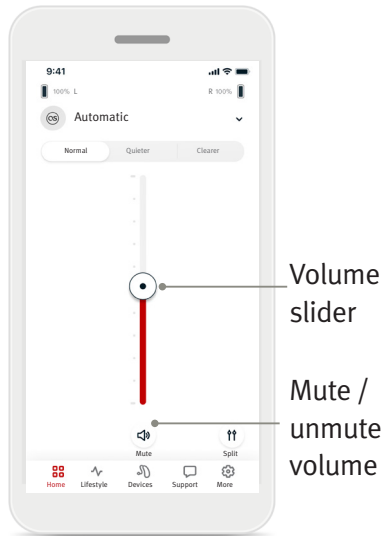 9:41
100% L
R 100%
OS Automatic
Normal Quieter Clearer
Volume
slider
Mute /
unmute
volume
Mute Split
Home Lifestyle Devices Support More